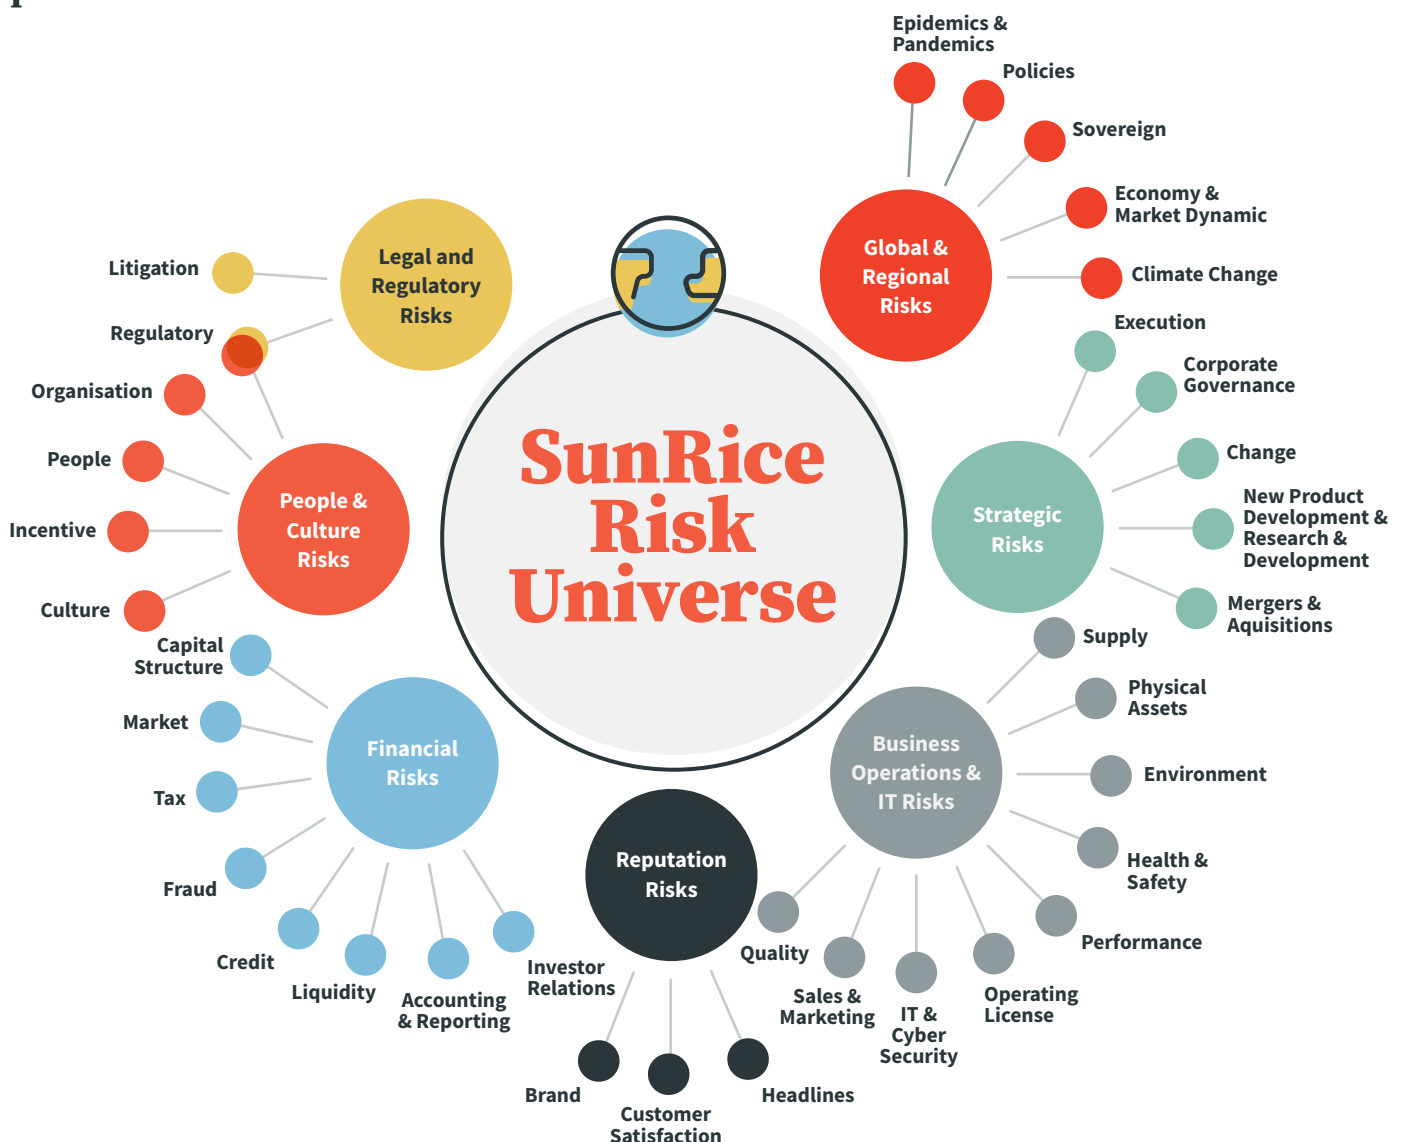 Epidemics &
Pandemics
Policies
Sovereign
Economy &
Market Dynamic
Climate Change
Global &
Regional
Risks
Legal and
Regulatory
Risks
Litigation
Regulatory
Organisation
People
Incentive
Culture
People &
Culture
Risks
SunRice
Risk
Universe
Execution
Corporate
Governance
Change
New Product
Development &
Research &
Development
Mergers &
Aquisitions
Strategic
Risks
Capital
Structure
Market
Tax
Fraud
Credit
Liquidity
Accounting
& Reporting
Investor
Relations
Financial
Risks
Reputation
Risks
Brand
Customer
Satisfaction
Headlines
Business
Operations &
IT Risks
Supply
Physical
Assets
Environment
Health &
Safety
Performance
Operating
License
IT &
Cyber
Security
Sales &
Marketing
Quality